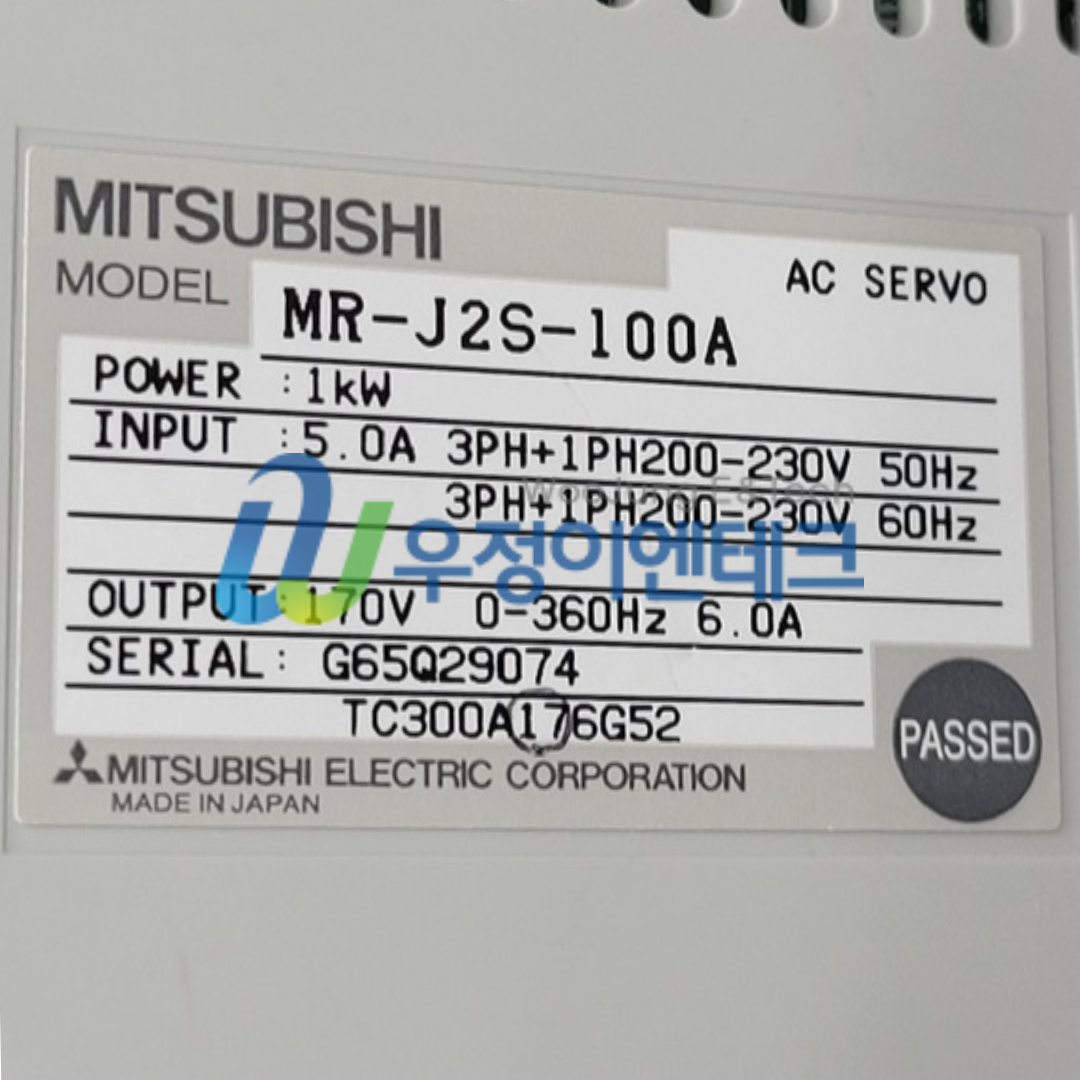 MITSUBISHI
AC SERVO
MODEL MR-J2S-100A
POWER :1kW
INPUT :5.0A 3PH+1PH200-230V 50Hz
WooJung E&Tech
3PH+1PH200-230V 60Hz
우정이엔테크
OUTPUT:170V 0-360Hz 6.0A
SERIAL: G65Q29074
TC300A176G52
PASSED
MITSUBISHI ELECTRIC CORPORATION
MADE IN JAPAN